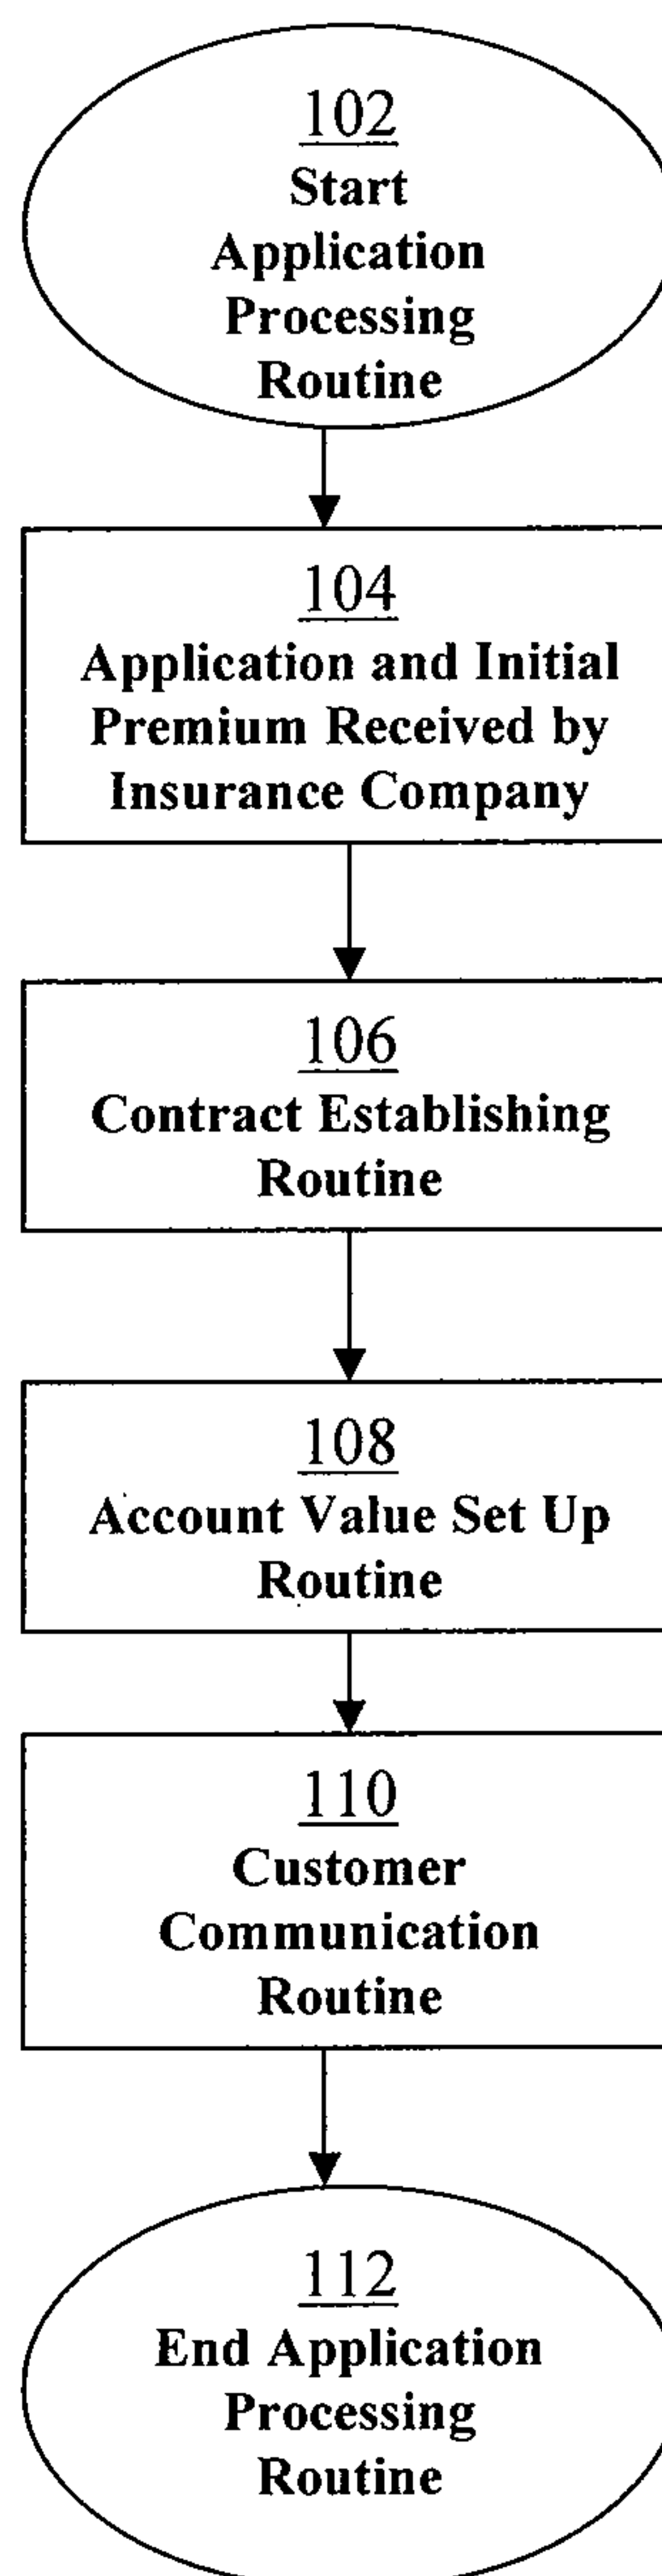 102
Start
Application
Processing
Routine
104
Application and Initial
Premium Received by
Insurance Company
106
Contract Establishing
Routine
108
Account Value Set Up
Routine
110
Customer
Communication
Routine
112
End Application
Processing
Routine